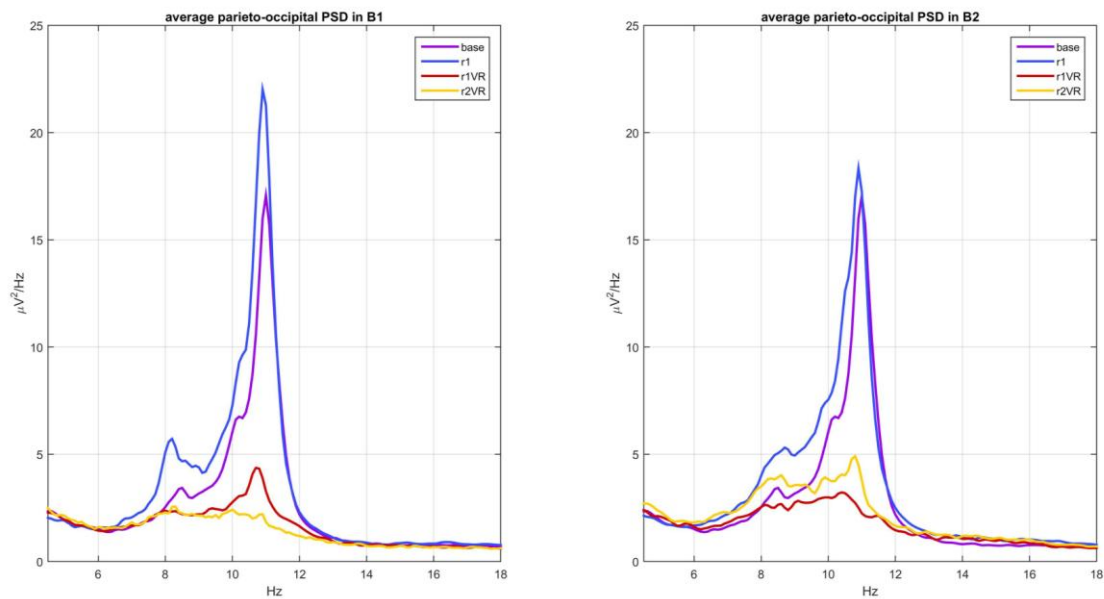 average parieto-occipital PSD in B1
25
20
15
10
5
0
μV²/Hz
6 8 10 12 14 16 18
Hz
base
r1
r1VR
r2VR
average parieto-occipital PSD in B2
25
20
15
10
5
0
μV²/Hz
6 8 10 12 14 16 18
Hz
base
r1
r1VR
r2VR